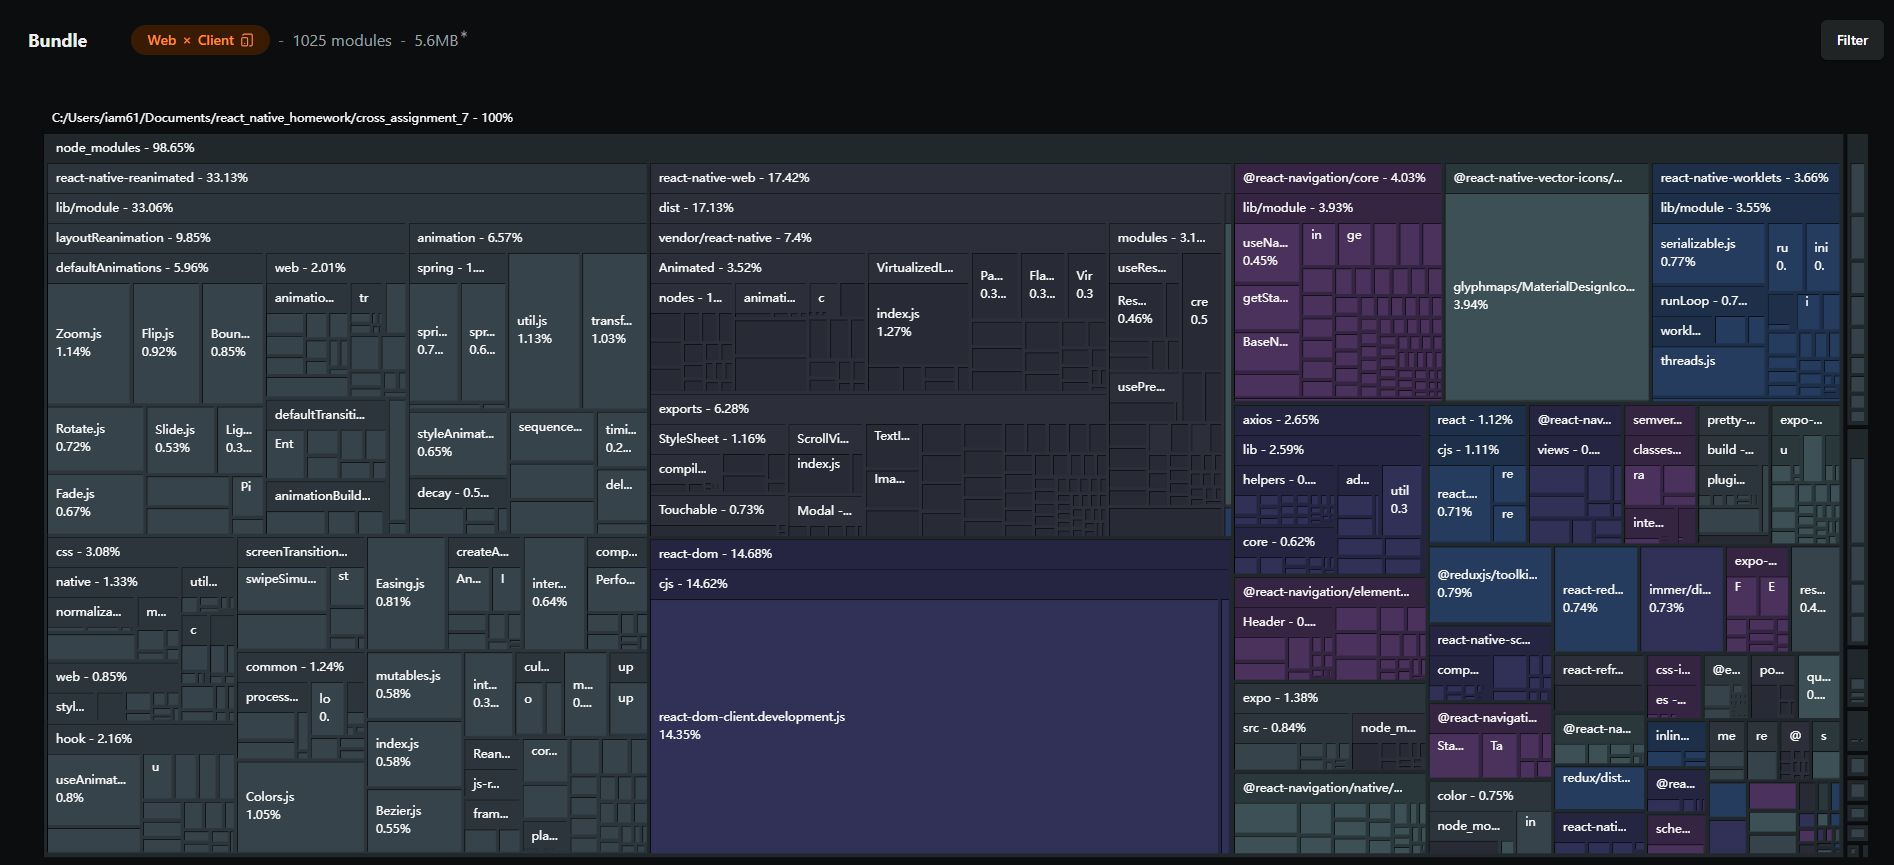 Bundle
Web × Client - 1025 modules - 5.6MB*
Filter
C:/Users/iam61/Documents/react_native_homework/cross_assignment_7 - 100%
node_modules - 98.65%
react-native-reanimated - 33.13%
lib/module - 33.06%
layoutReanimation - 9.85%
defaultAnimations - 5.96%
Zoom.js
1.14%
Flip.js
0.92%
Boun...
0.85%
Rotate.js
0.72%
Slide.js
0.53%
Lig...
0.3...
Fade.js
0.67%
Pi
web - 2.01%
animatio...
tr
defaultTransiti...
Ent
animationBuild...
animation - 6.57%
spring - 1....
spri...
0.7...
spr...
0.6...
util.js
1.13%
transf...
1.03%
styleAnimat...
0.65%
sequence...
timi...
0.2...
decay - 0.5...
del...
css - 3.08%
native - 1.33%
util...
normaliza...
m...
c
web - 0.85%
styl...
hook - 2.16%
useAnimat...
0.8%
u
screenTransition...
swipeSimu...
st
common - 1.24%
process...
lo
0.
Colors.js
1.05%
Easing.js
0.81%
createA...
An...
I
inter...
0.64%
comp...
Perfo...
mutables.js
0.58%
index.js
0.58%
Bezier.js
0.55%
int...
0.3...
cul...
o
m...
0....
up
up
Rean...
js-r...
fram...
cor...
pla...
react-native-web - 17.42%
dist - 17.13%
vendor/react-native - 7.4%
Animated - 3.52%
nodes - 1...
animati...
c
VirtualizedL...
index.js
1.27%
Pa...
0.3...
Fla...
0.3...
Vir
0.3
modules - 3.1...
useRes...
Res...
0.46%
cre
0.5
usePre...
exports - 6.28%
StyleSheet - 1.16%
compil...
ScrollVi...
index.js
TextI...
Ima...
Touchable - 0.73%
Modal -...
react-dom - 14.68%
cjs - 14.62%
react-dom-client.development.js
14.35%
@react-navigation/core - 4.03%
lib/module - 3.93%
useNa...
0.45%
in
ge
getSta...
BaseN...
@react-native-vector-icons/...
glyphmaps/MaterialDesignIco...
3.94%
react-native-worklets - 3.66%
lib/module - 3.55%
serializable.js
0.77%
ru
0.
ini
0.
runLoop - 0.7...
i
workl...
threads.js
axios - 2.65%
lib - 2.59%
helpers - 0....
ad...
util
0.3
core - 0.62%
@react-navigation/element...
Header - 0....
expo - 1.38%
src - 0.84%
node_m...
@react-navigation/native/...
react - 1.12%
cjs - 1.11%
react....
0.71%
re
re
@react-nav...
views - 0....
semver...
classes...
ra
inte...
pretty-...
build -...
plugi...
expo-...
u
@reduxjs/toolki...
0.79%
react-red...
0.74%
immer/di...
0.73%
expo-...
F
E
res...
0.4...
react-native-sc...
comp...
@react-navigati...
Sta...
Ta
color - 0.75%
node_mo...
in
react-refr...
@react-na...
redux/dist...
react-nati...
css-i...
es -...
@e...
po...
qu...
0....
inlin...
me
re
@
s
@rea...
sche...